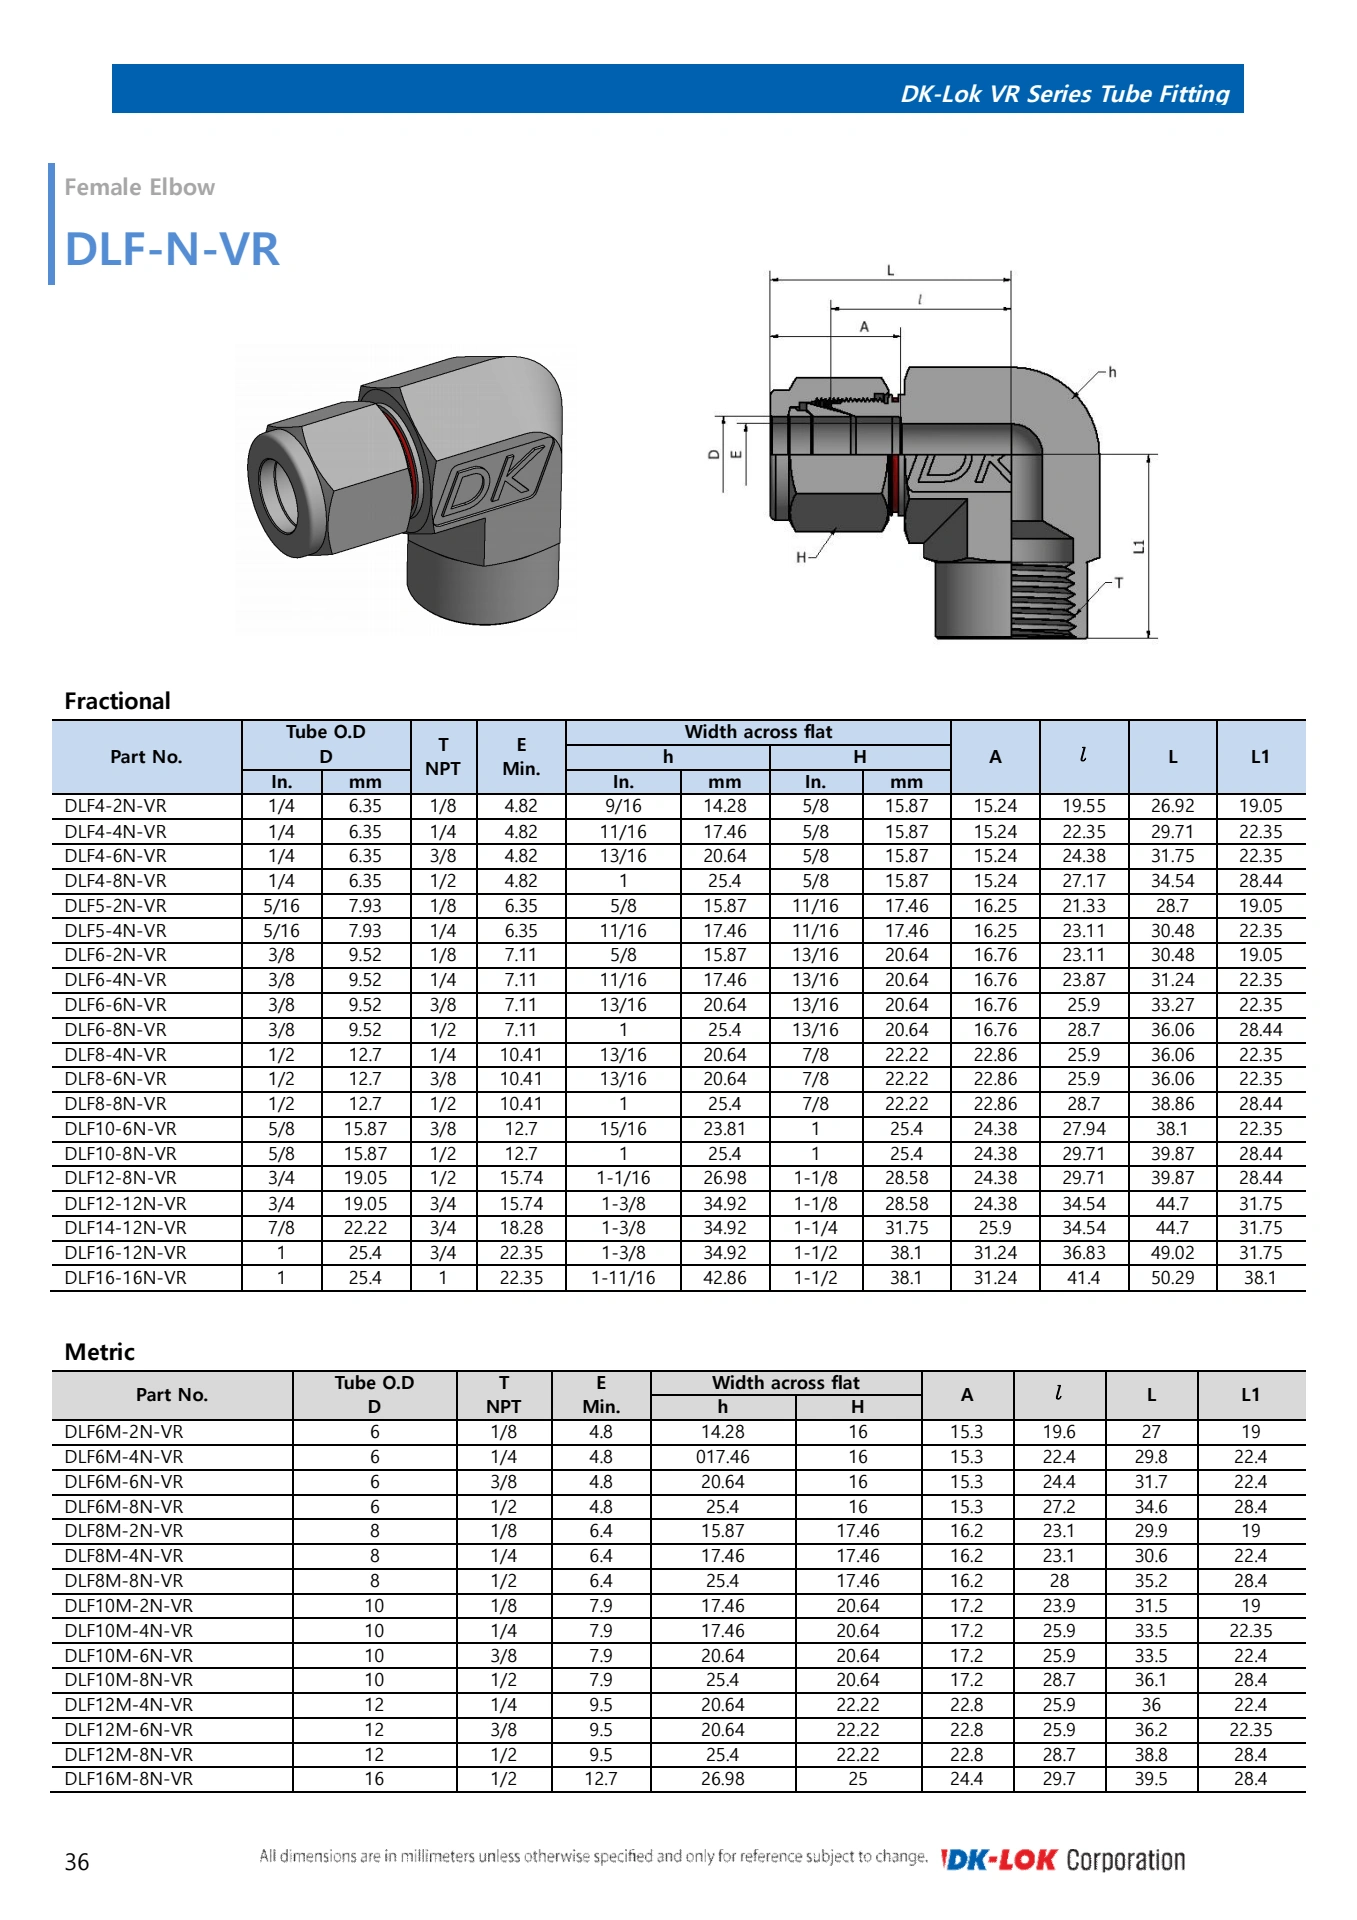 DK-Lok VR Series Tube Fitting
Female Elbow
DLF-N-VR
DK
L
l
A
h
D
E
DK
H
L1
T
Fractional
Part No. Tube O.D D T NPT E Min. Width across flat A l L L1
h H
In. mm In. mm In. mm
DLF4-2N-VR 1/4 6.35 1/8 4.82 9/16 14.28 5/8 15.87 15.24 19.55 26.92 19.05
DLF4-4N-VR 1/4 6.35 1/4 4.82 11/16 17.46 5/8 15.87 15.24 22.35 29.71 22.35
DLF4-6N-VR 1/4 6.35 3/8 4.82 13/16 20.64 5/8 15.87 15.24 24.38 31.75 22.35
DLF4-8N-VR 1/4 6.35 1/2 4.82 1 25.4 5/8 15.87 15.24 27.17 34.54 28.44
DLF5-2N-VR 5/16 7.93 1/8 6.35 5/8 15.87 11/16 17.46 16.25 21.33 28.7 19.05
DLF5-4N-VR 5/16 7.93 1/4 6.35 11/16 17.46 11/16 17.46 16.25 23.11 30.48 22.35
DLF6-2N-VR 3/8 9.52 1/8 7.11 5/8 15.87 13/16 20.64 16.76 23.11 30.48 19.05
DLF6-4N-VR 3/8 9.52 1/4 7.11 11/16 17.46 13/16 20.64 16.76 23.87 31.24 22.35
DLF6-6N-VR 3/8 9.52 3/8 7.11 13/16 20.64 13/16 20.64 16.76 25.9 33.27 22.35
DLF6-8N-VR 3/8 9.52 1/2 7.11 1 25.4 13/16 20.64 16.76 28.7 36.06 28.44
DLF8-4N-VR 1/2 12.7 1/4 10.41 13/16 20.64 7/8 22.22 22.86 25.9 36.06 22.35
DLF8-6N-VR 1/2 12.7 3/8 10.41 13/16 20.64 7/8 22.22 22.86 25.9 36.06 22.35
DLF8-8N-VR 1/2 12.7 1/2 10.41 1 25.4 7/8 22.22 22.86 28.7 38.86 28.44
DLF10-6N-VR 5/8 15.87 3/8 12.7 15/16 23.81 1 25.4 24.38 27.94 38.1 22.35
DLF10-8N-VR 5/8 15.87 1/2 12.7 1 25.4 1 25.4 24.38 29.71 39.87 28.44
DLF12-8N-VR 3/4 19.05 1/2 15.74 1-1/16 26.98 1-1/8 28.58 24.38 29.71 39.87 28.44
DLF12-12N-VR 3/4 19.05 3/4 15.74 1-3/8 34.92 1-1/8 28.58 24.38 34.54 44.7 31.75
DLF14-12N-VR 7/8 22.22 3/4 18.28 1-3/8 34.92 1-1/4 31.75 25.9 34.54 44.7 31.75
DLF16-12N-VR 1 25.4 3/4 22.35 1-3/8 34.92 1-1/2 38.1 31.24 36.83 49.02 31.75
DLF16-16N-VR 1 25.4 1 22.35 1-11/16 42.86 1-1/2 38.1 31.24 41.4 50.29 38.1
Metric
Part No. Tube O.D D T NPT E Min. Width across flat A l L L1
h H
DLF6M-2N-VR 6 1/8 4.8 14.28 16 15.3 19.6 27 19
DLF6M-4N-VR 6 1/4 4.8 017.46 16 15.3 22.4 29.8 22.4
DLF6M-6N-VR 6 3/8 4.8 20.64 16 15.3 24.4 31.7 22.4
DLF6M-8N-VR 6 1/2 4.8 25.4 16 15.3 27.2 34.6 28.4
DLF8M-2N-VR 8 1/8 6.4 15.87 17.46 16.2 23.1 29.9 19
DLF8M-4N-VR 8 1/4 6.4 17.46 17.46 16.2 23.1 30.6 22.4
DLF8M-8N-VR 8 1/2 6.4 25.4 17.46 16.2 28 35.2 28.4
DLF10M-2N-VR 10 1/8 7.9 17.46 20.64 17.2 23.9 31.5 19
DLF10M-4N-VR 10 1/4 7.9 17.46 20.64 17.2 25.9 33.5 22.35
DLF10M-6N-VR 10 3/8 7.9 20.64 20.64 17.2 25.9 33.5 22.4
DLF10M-8N-VR 10 1/2 7.9 25.4 20.64 17.2 28.7 36.1 28.4
DLF12M-4N-VR 12 1/4 9.5 20.64 22.22 22.8 25.9 36 22.4
DLF12M-6N-VR 12 3/8 9.5 20.64 22.22 22.8 25.9 36.2 22.35
DLF12M-8N-VR 12 1/2 9.5 25.4 22.22 22.8 28.7 38.8 28.4
DLF16M-8N-VR 16 1/2 12.7 26.98 25 24.4 29.7 39.5 28.4
36 All dimensions are in millimeters unless otherwise specified and only for reference subject to change. DK-LOK Corporation